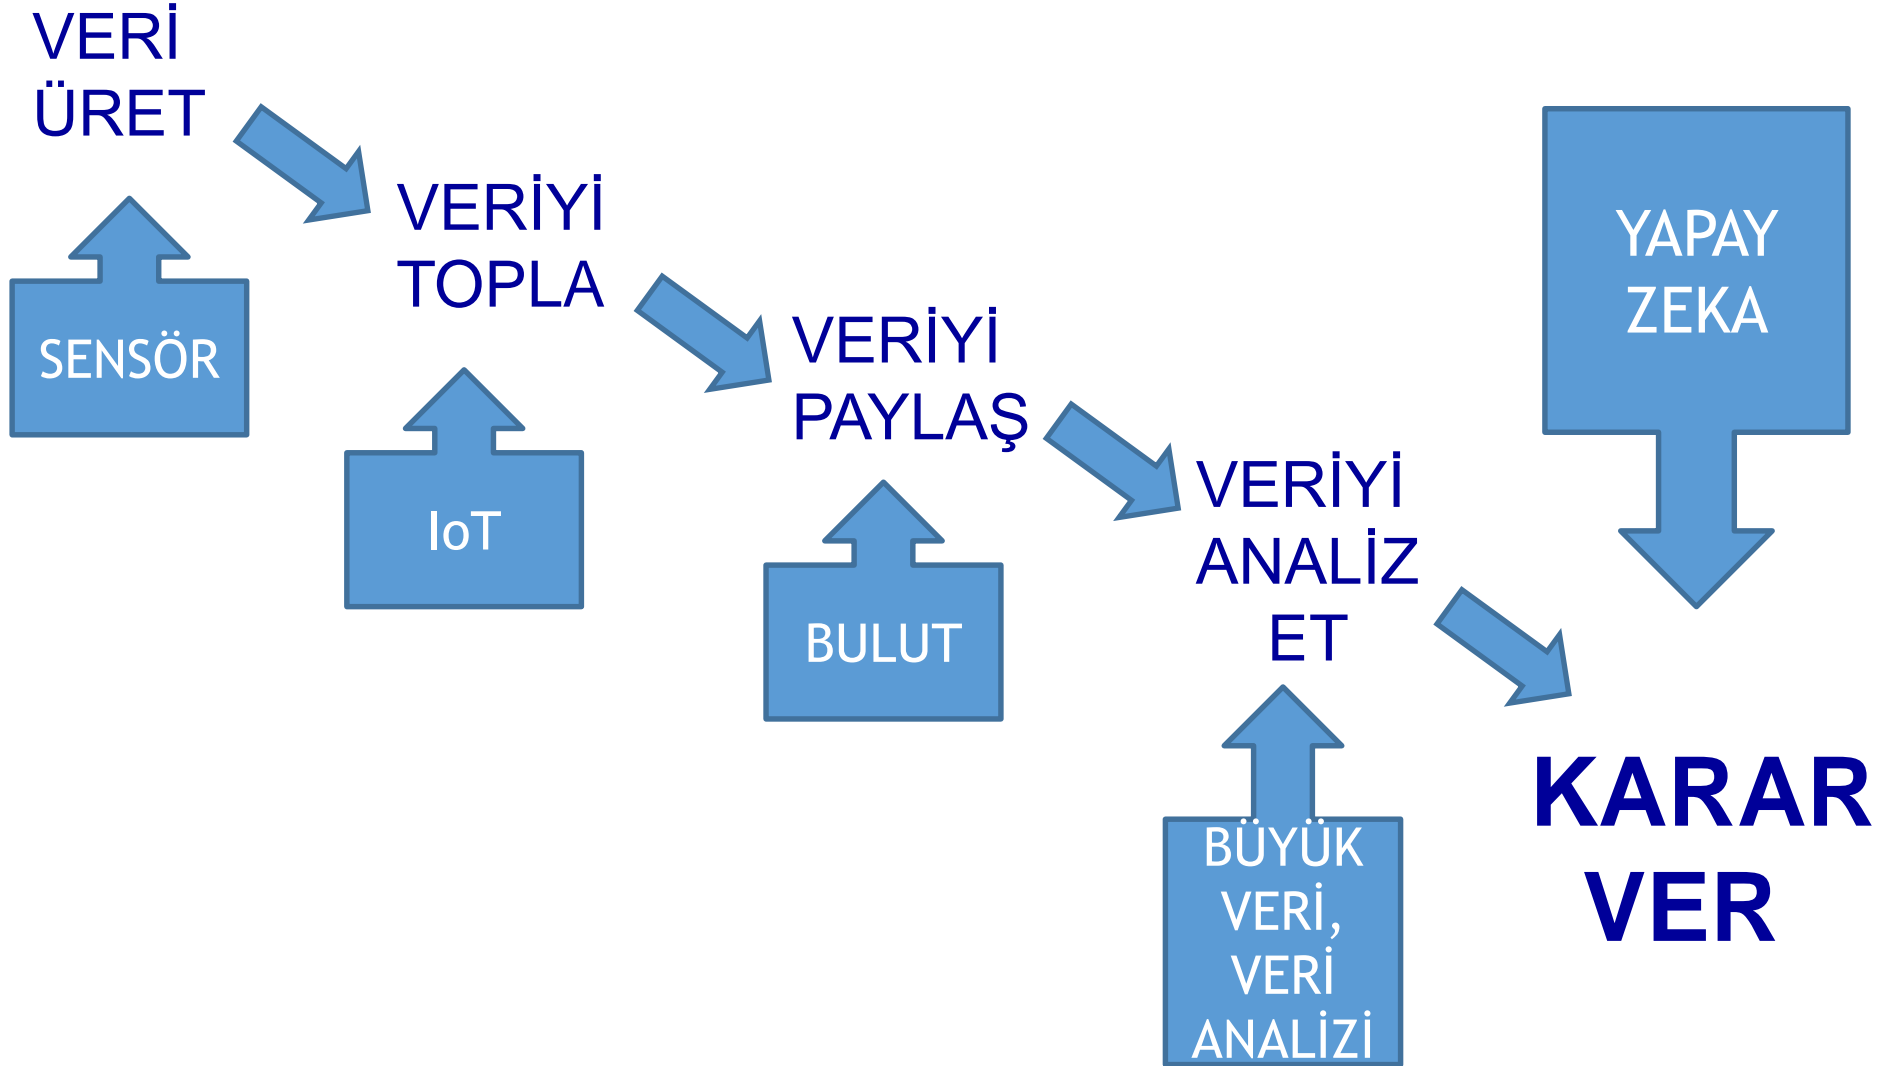 VERİ
ÜRET
SENSÖR
VERİYİ
TOPLA
IoT
VERİYİ
PAYLAŞ
BULUT
VERİYİ
ANALİZ
ET
BÜYÜK
VERİ,
VERİ
ANALİZİ
YAPAY
ZEKA
KARAR
VER